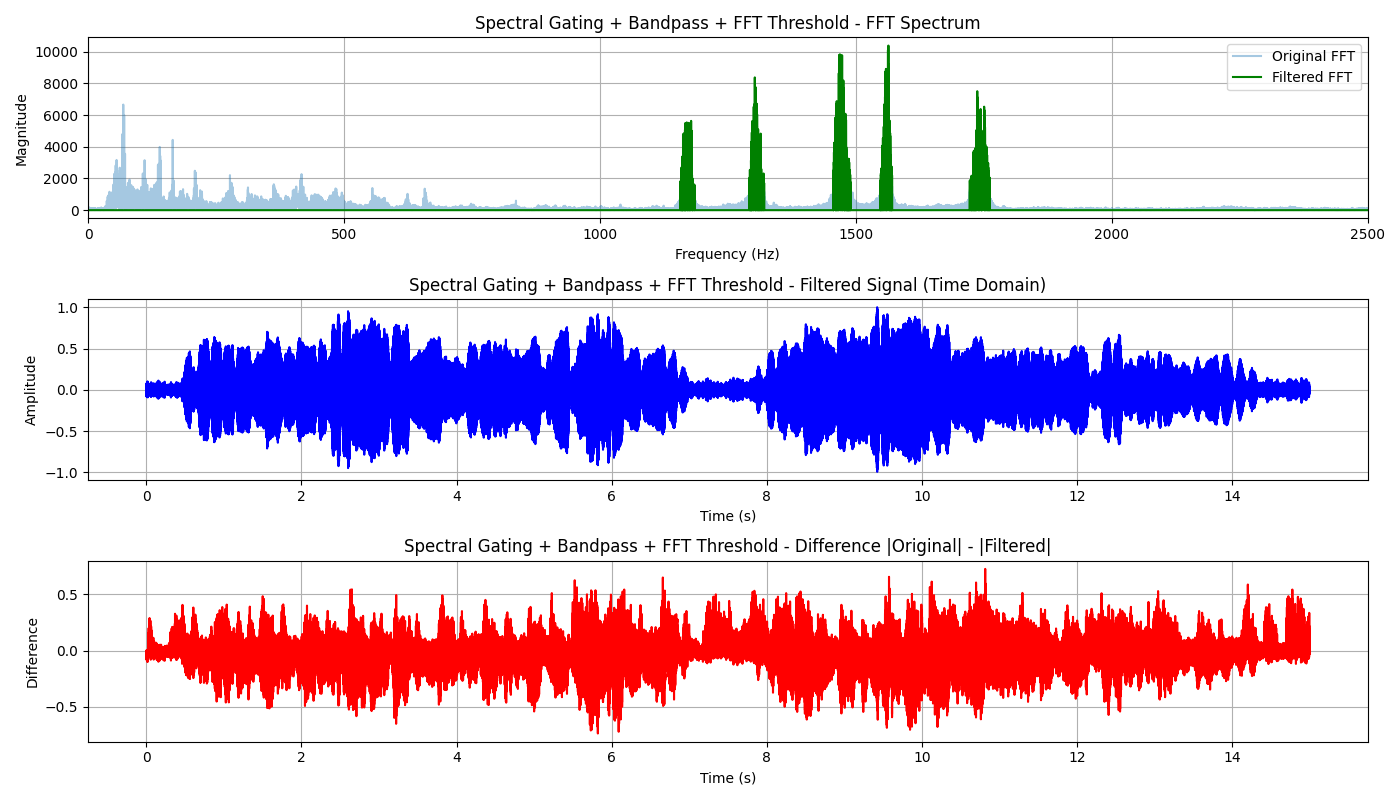 Spectral Gating + Bandpass + FFT Threshold - FFT Spectrum
10000
8000
6000
4000
2000
0
Magnitude
Original FFT
Filtered FFT
0 500 1000 1500 2000 2500
Frequency (Hz)
Spectral Gating + Bandpass + FFT Threshold - Filtered Signal (Time Domain)
1.0
0.5
0.0
−0.5
−1.0
Amplitude
0 2 4 6 8 10 12 14
Time (s)
Spectral Gating + Bandpass + FFT Threshold - Difference |Original| - |Filtered|
0.5
0.0
−0.5
Difference
0 2 4 6 8 10 12 14
Time (s)